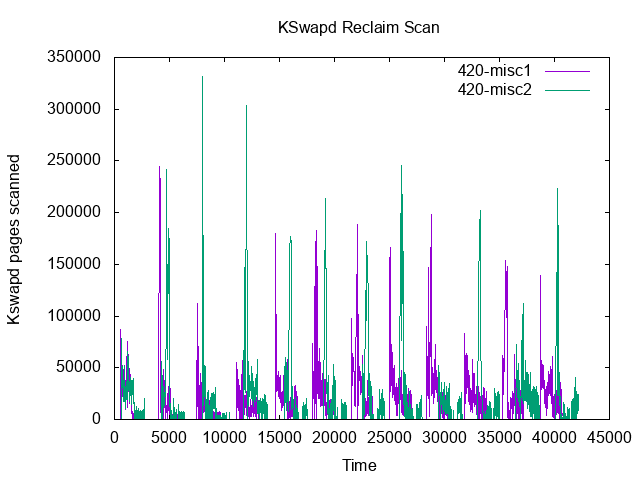 KSwapd Reclaim Scan
350000
300000
250000
200000
150000
100000
50000
0
Kswapd pages scanned
420-misc1
420-misc2
0 5000 10000 15000 20000 25000 30000 35000 40000 45000
Time